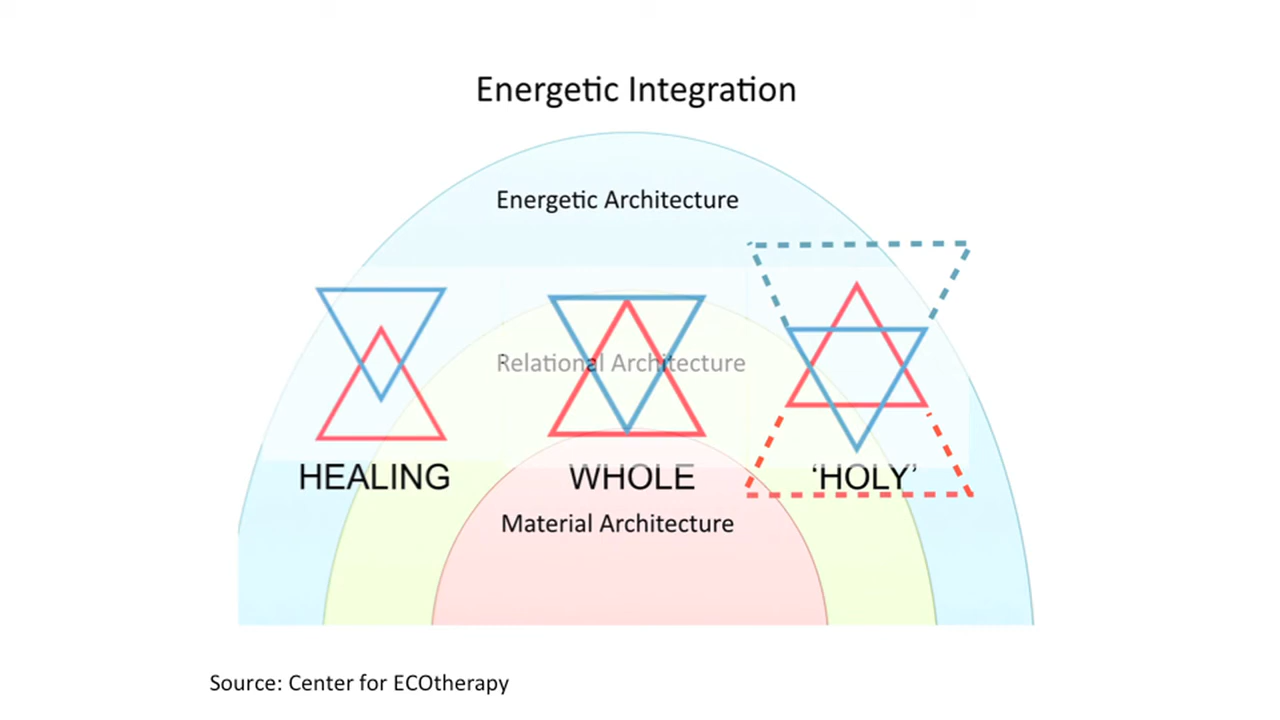 Energetic Integration
Energetic Architecture
Relational Architecture
HEALING
WHOLE
‘HOLY’
Material Architecture
Source: Center for ECOtherapy